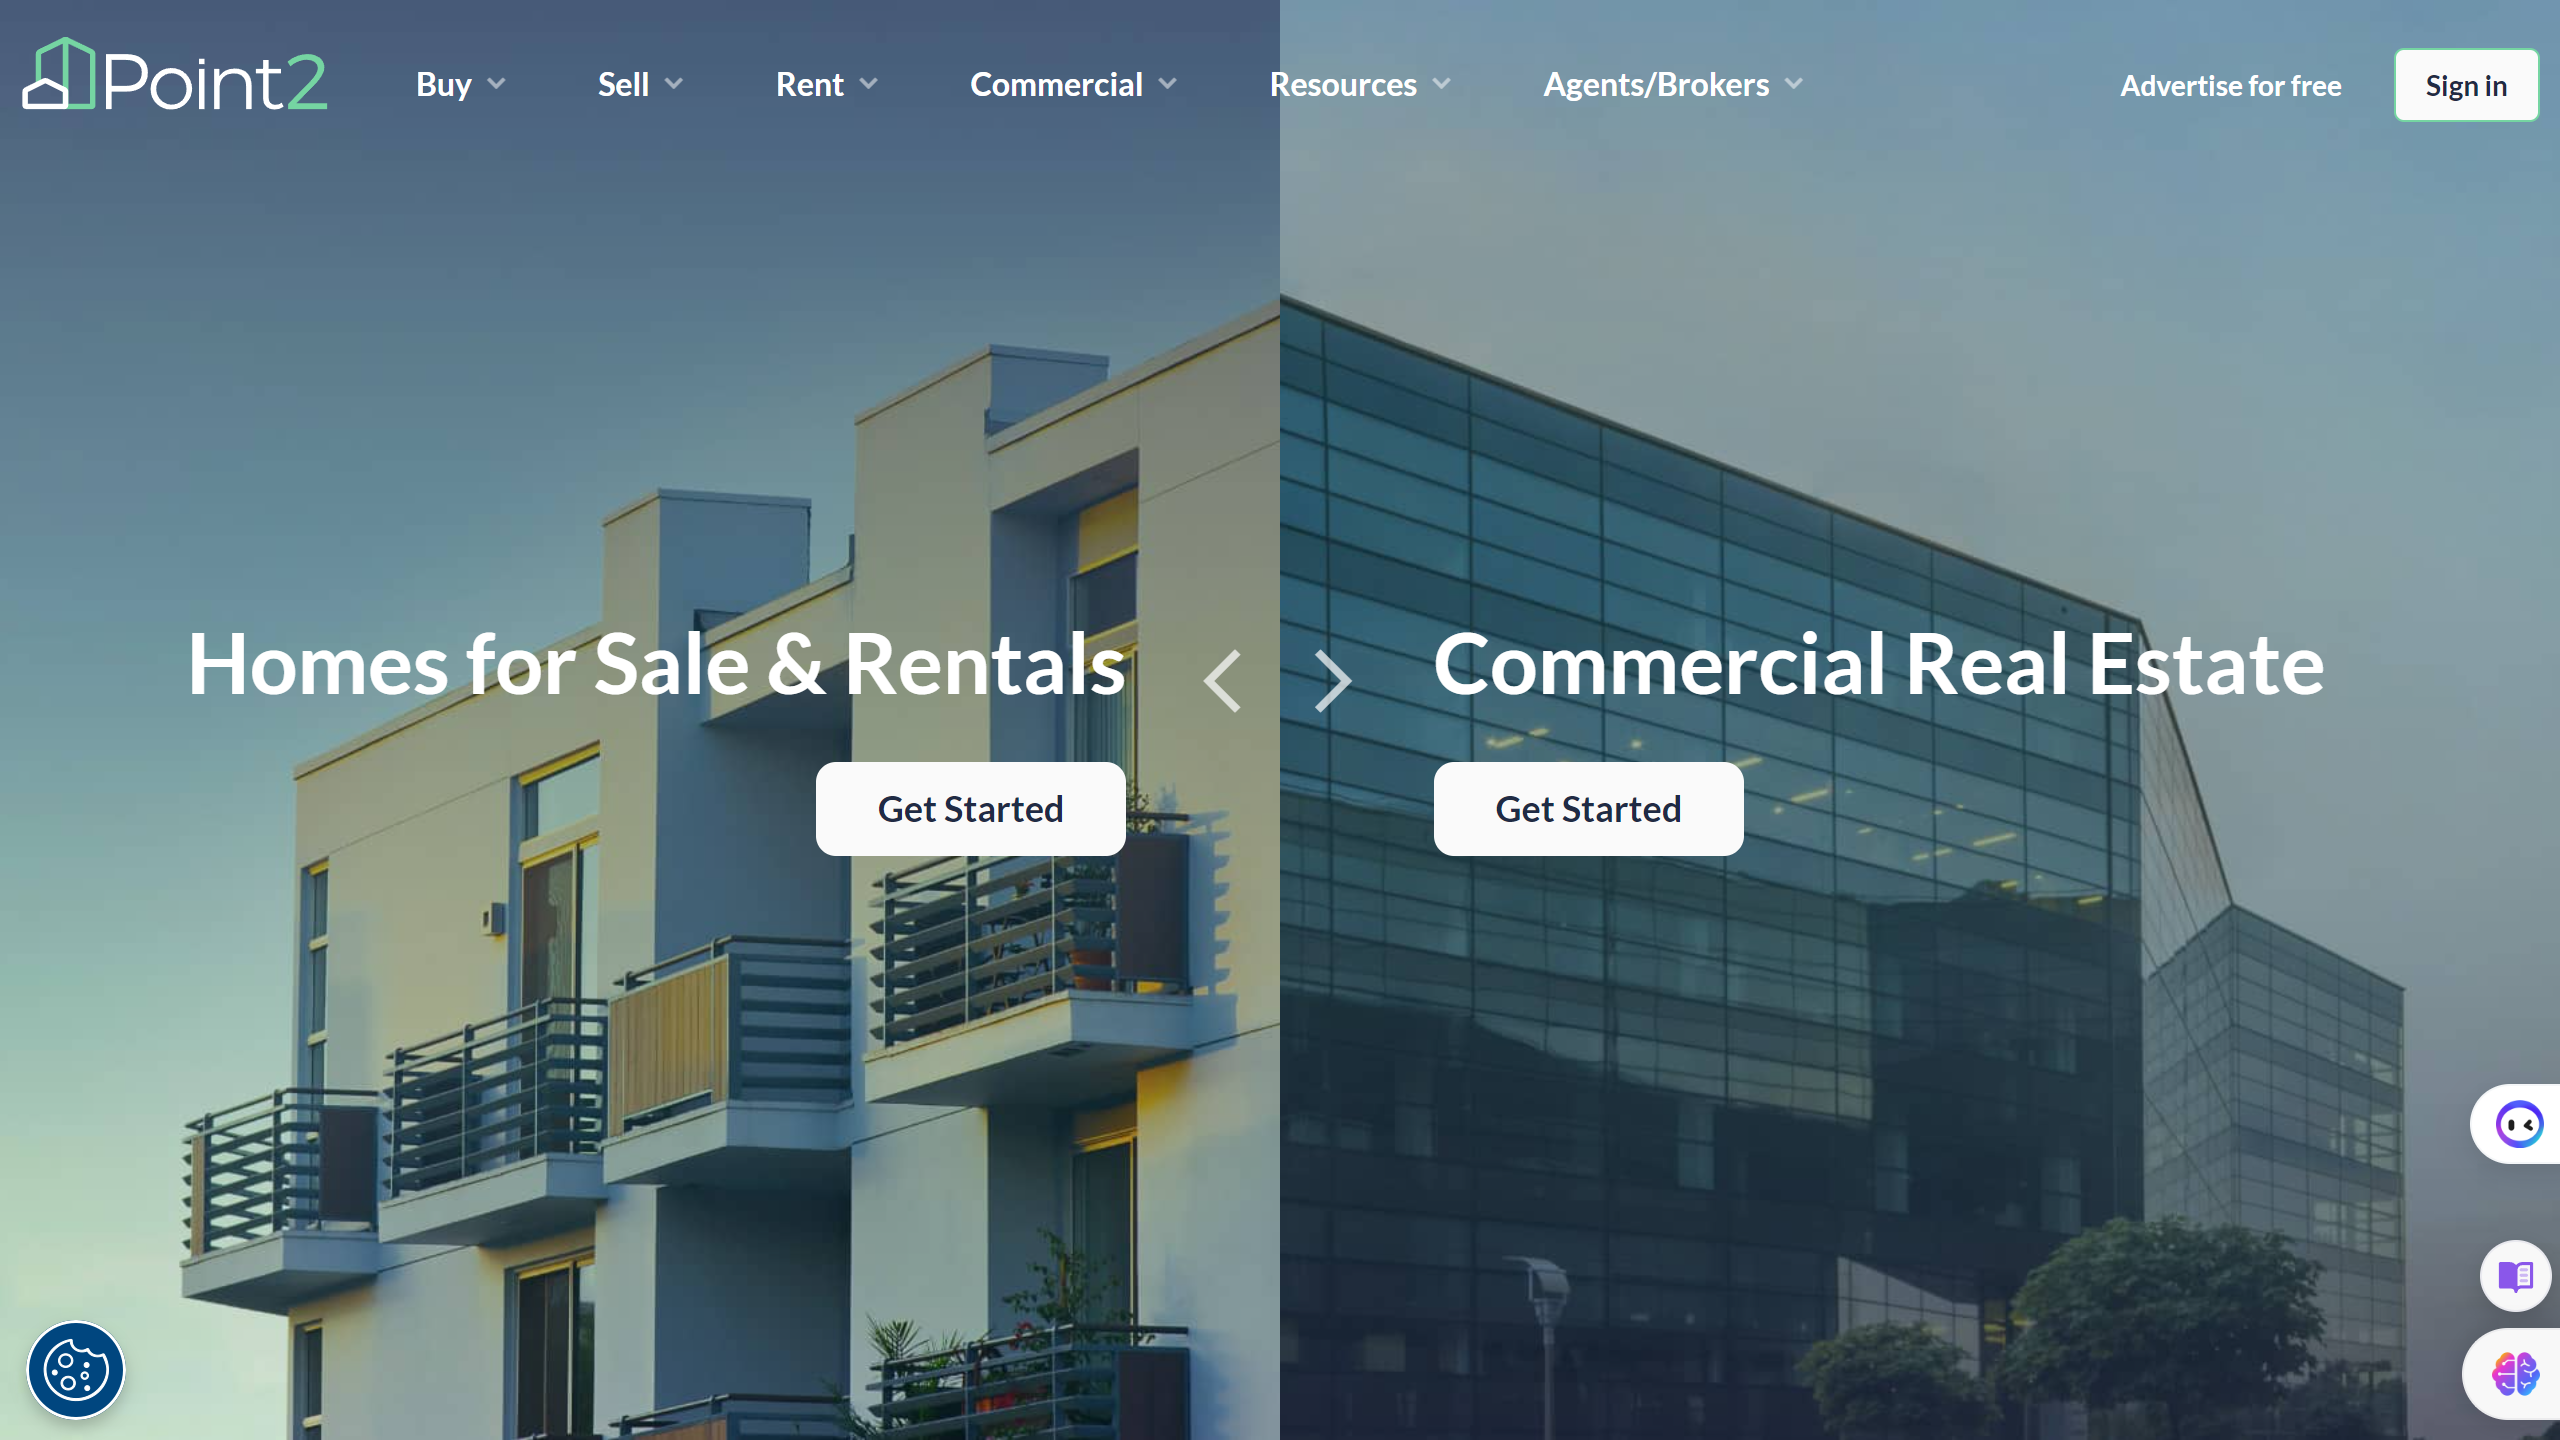 Point2
Buy
Sell
Rent
Commercial
Resources
Agents/Brokers
Advertise for free
Sign in
Homes for Sale & Rentals
Get Started
Commercial Real Estate
Get Started